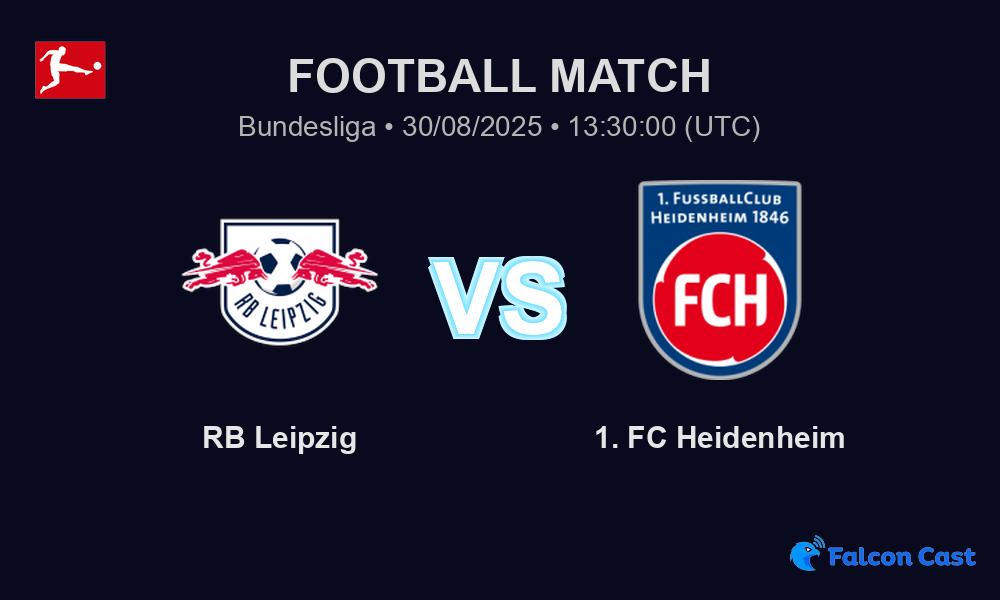 FOOTBALL MATCH
Bundesliga • 30/08/2025 • 13:30:00 (UTC)
1. FUSSBALLCLUB
HEIDENHEIM 1846
FCH
RB LEIPZIG
VS
RB Leipzig
1. FC Heidenheim
Falcon Cast